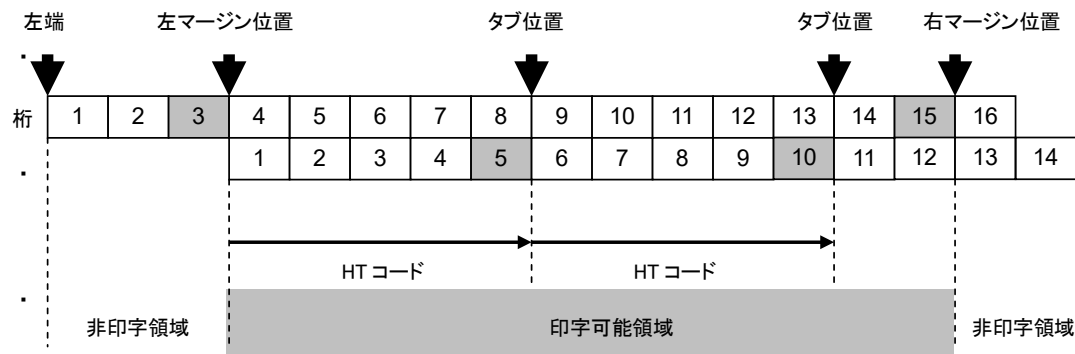 左端 左マージン位置 タブ位置 タブ位置 右マージン位置
桁 1 2 3 4 5 6 7 8 9 10 11 12 13 14 15 16
1 2 3 4 5 6 7 8 9 10 11 12 13 14
HT コード HT コード
非印字領域 印字可能領域 非印字領域